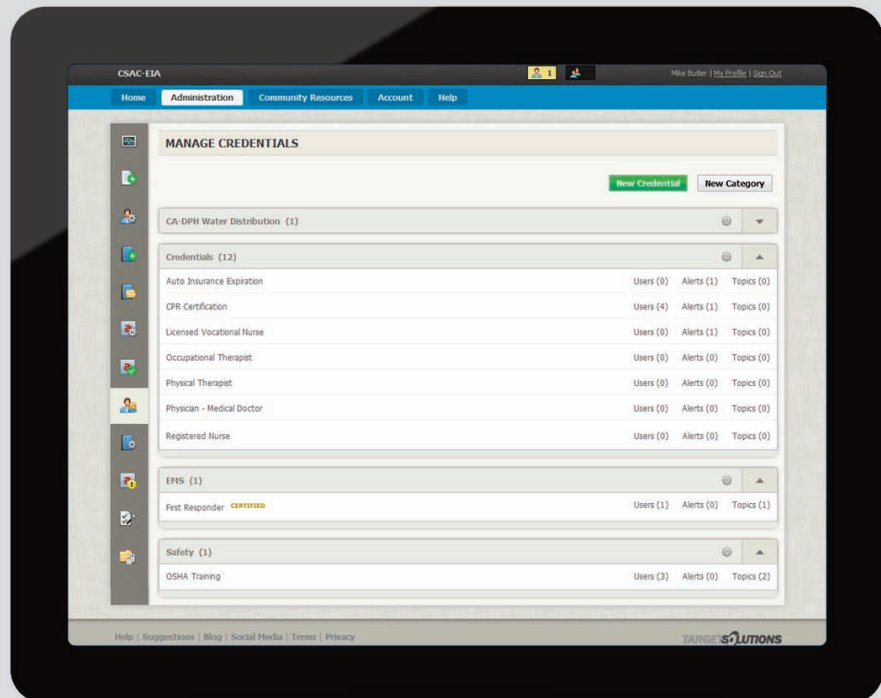 CSAC-EIA 1 Mike Butler | My Profile | Sign Out
Home Administration Community Resources Account Help
MANAGE CREDENTIALS
New Credential New Category
CA-DPH Water Distribution (1)
Credentials (12)
Auto Insurance Expiration Users (0) Alerts (1) Topics (0)
CPR Certification Users (4) Alerts (1) Topics (0)
Licensed Vocational Nurse Users (0) Alerts (1) Topics (0)
Occupational Therapist Users (0) Alerts (0) Topics (0)
Physical Therapist Users (0) Alerts (0) Topics (0)
Physician - Medical Doctor Users (0) Alerts (0) Topics (0)
Registered Nurse Users (0) Alerts (0) Topics (0)
EMS (1)
First Responder CERTIFIED Users (1) Alerts (0) Topics (1)
Safety (1)
OSHA Training Users (3) Alerts (0) Topics (2)
Help | Suggestions | Blog | Social Media | Terms | Privacy TARGETSOLUTIONS